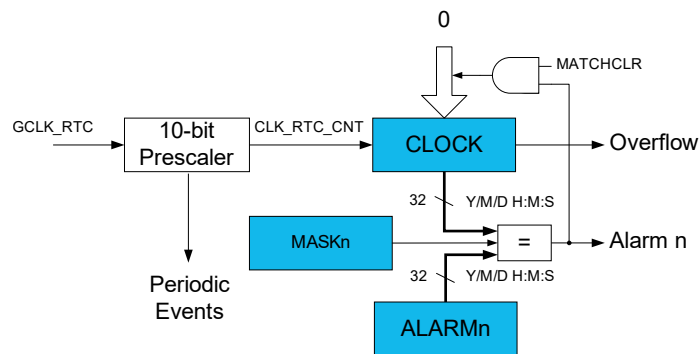 0
MATCHCLR
GCLK_RTC
10-bit
Prescaler
CLK_RTC_CNT
CLOCK
Overflow
32
Y/M/D H:M:S
MASKn
=
Alarm n
32
Y/M/D H:M:S
Periodic
Events
ALARMn